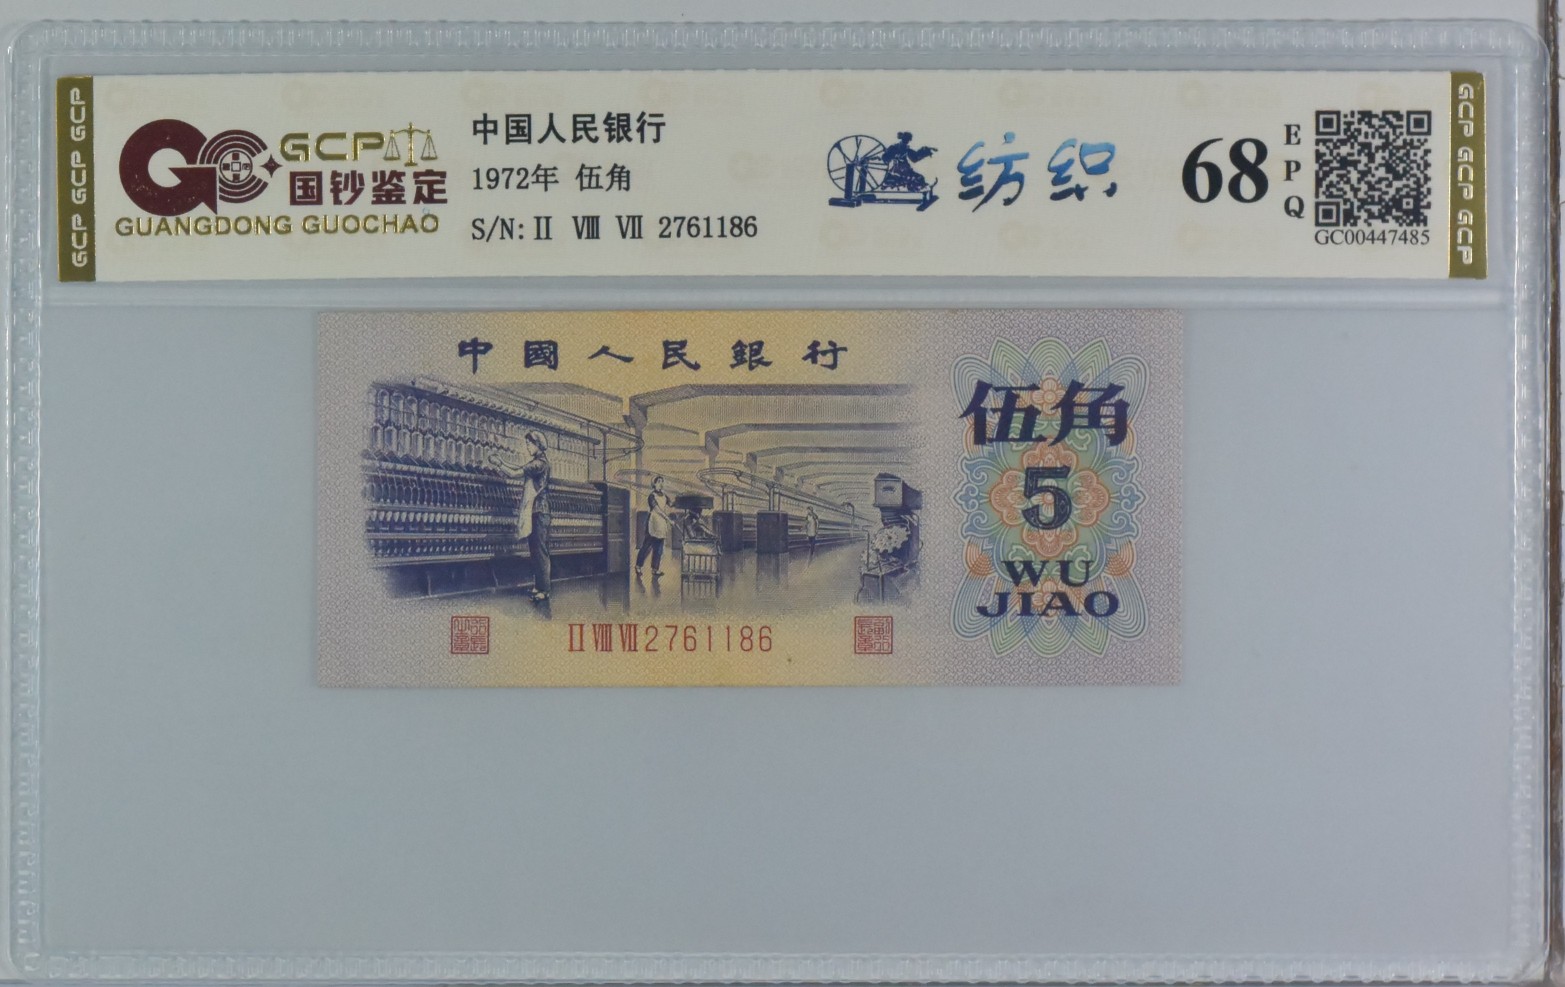 GCP GCP GCP
GCP
国钞鉴定
GUANGDONG GUOCHAO
中国人民银行
1972年 伍角
S/N: II VIII VII 2761186
纺织
68
EPQ
GC00447485
GCP GCP GCP
中國人民銀行
伍角
5
WU
JIAO
II VIII VII 2761186